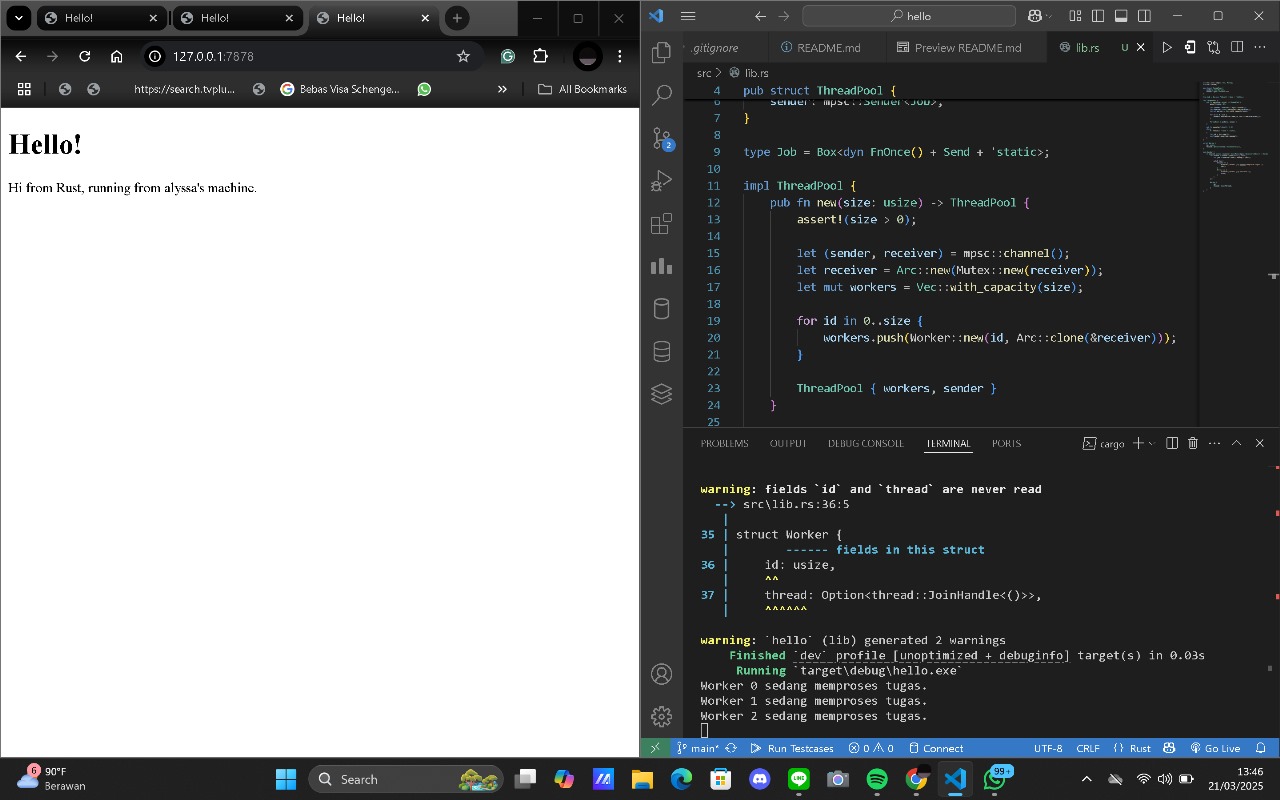 Hello!
Hello!
Hello!
127.0.0.1:7878
https://search.tvplu...
Bebas Visa Schenge...
All Bookmarks
Hello!
Hi from Rust, running from alyssa's machine.
hello
.gitignore
README.md
Preview README.md
lib.rs
U
src > lib.rs
4 pub struct ThreadPool {
6 sender: mpsc::Sender<Job>,
7 }
8
9 type Job = Box<dyn FnOnce() + Send + 'static>;
10
11 impl ThreadPool {
12 pub fn new(size: usize) -> ThreadPool {
13 assert!(size > 0);
14
15 let (sender, receiver) = mpsc::channel();
16 let receiver = Arc::new(Mutex::new(receiver));
17 let mut workers = Vec::with_capacity(size);
18
19 for id in 0..size {
20 workers.push(Worker::new(id, Arc::clone(&receiver)));
21 }
22
23 ThreadPool { workers, sender }
24 }
25
2
PROBLEMS OUTPUT DEBUG CONSOLE TERMINAL PORTS
cargo
warning: fields `id` and `thread` are never read
--> src\lib.rs:36:5
|
35 | struct Worker {
| ------ fields in this struct
36 | id: usize,
| ^^
37 | thread: Option<thread::JoinHandle<()>>,
| ^^^^^^
warning: `hello` (lib) generated 2 warnings
Finished `dev` profile [unoptimized + debuginfo] target(s) in 0.03s
Running `target\debug\hello.exe`
Worker 0 sedang memproses tugas.
Worker 1 sedang memproses tugas.
Worker 2 sedang memproses tugas.
main* Run Testcases 0 0 Connect UTF-8 CRLF {} Rust Go Live
6
90°F
Berawan
Search
99+
13:46
21/03/2025